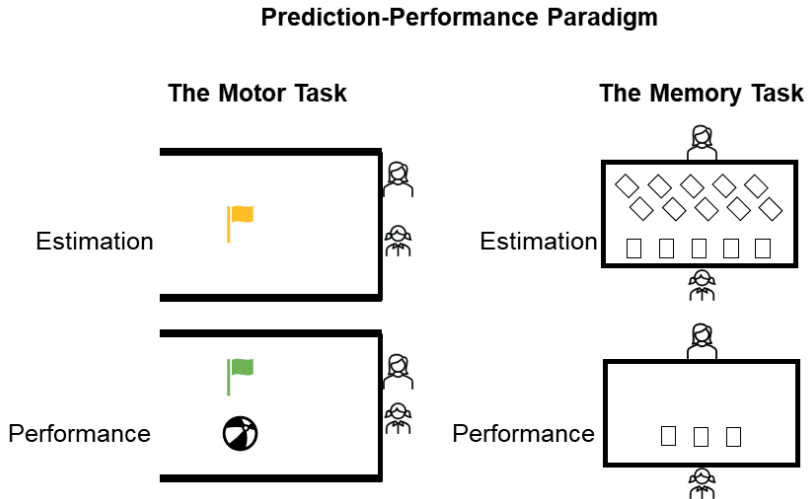 Prediction-Performance Paradigm
The Motor Task
The Memory Task
Estimation
Estimation
Performance
Performance